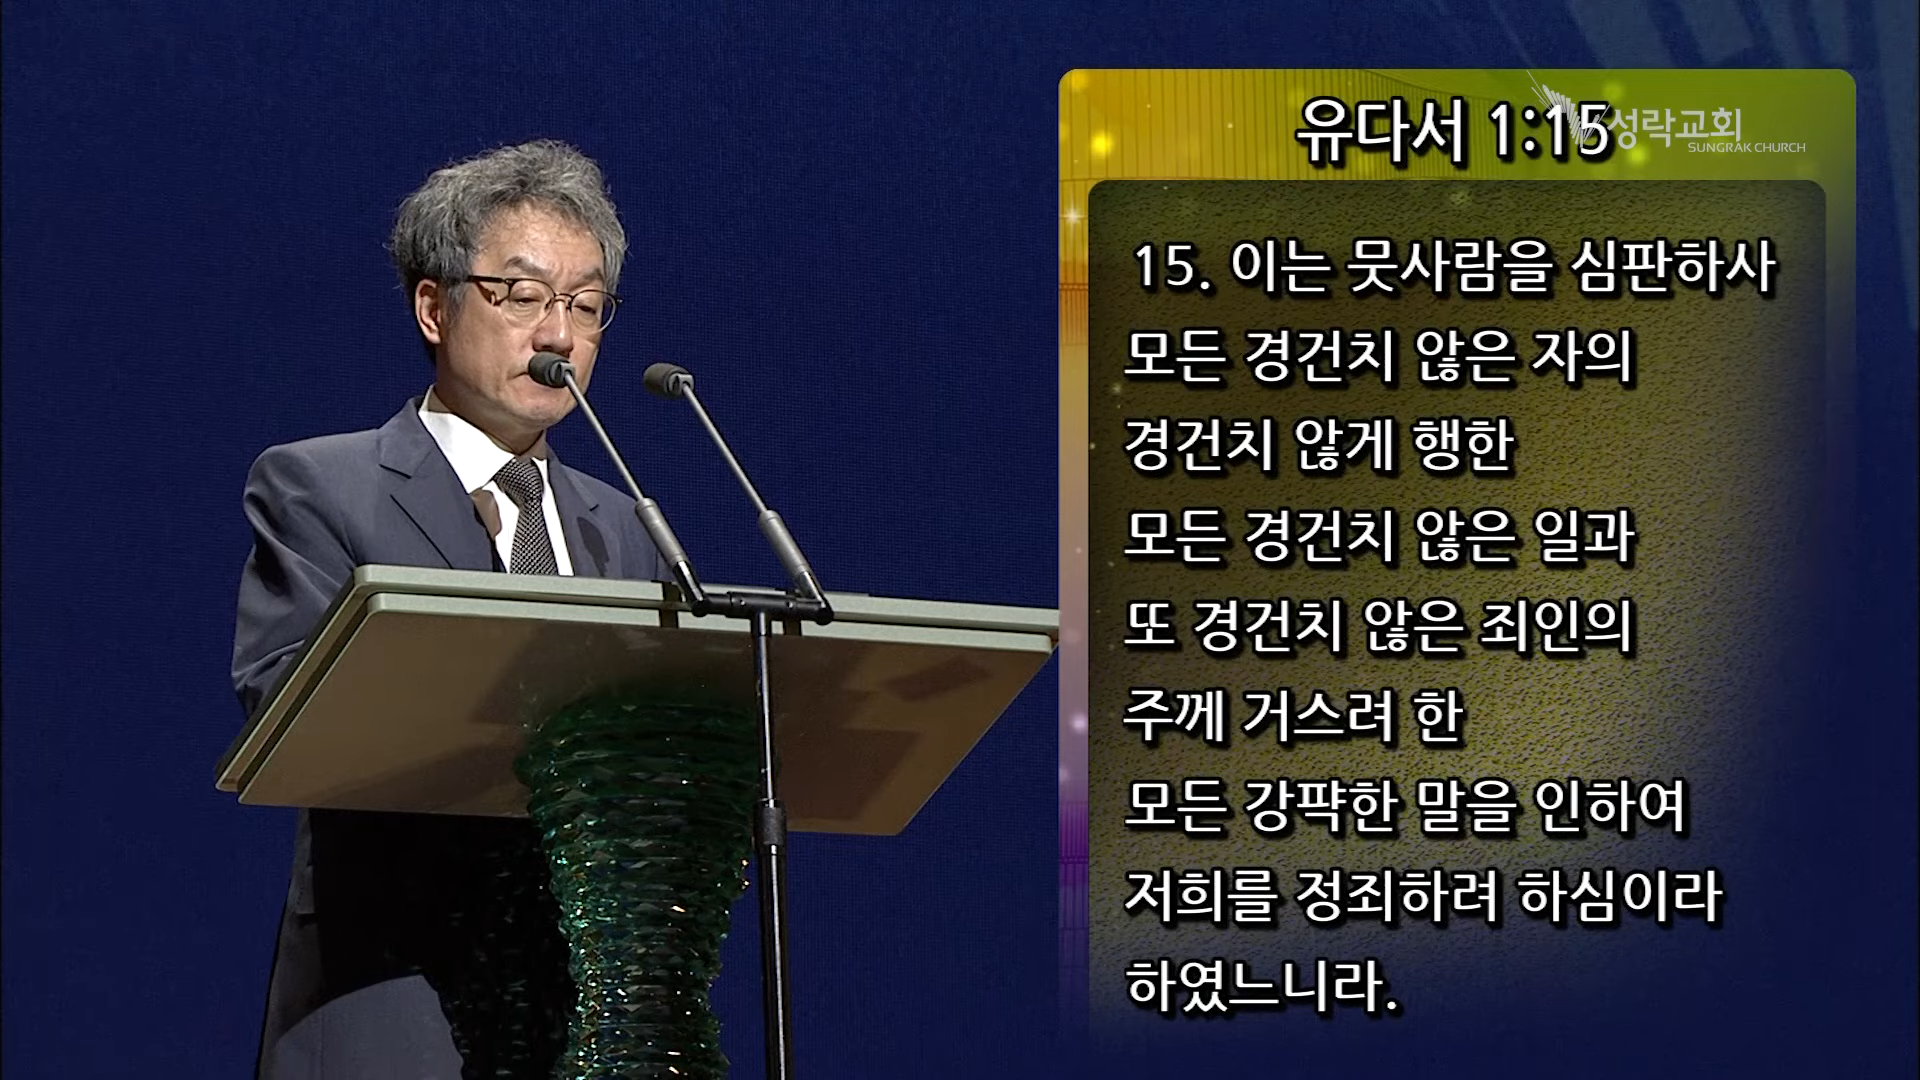 유다서 1:15
성락교회
SUNGRAK CHURCH
15. 이는 뭇사람을 심판하사
모든 경건치 않은 자의
경건치 않게 행한
모든 경건치 않은 일과
또 경건치 않은 죄인의
주께 거스려 한
모든 강퍅한 말을 인하여
저희를 정죄하려 하심이라
하였느니라.